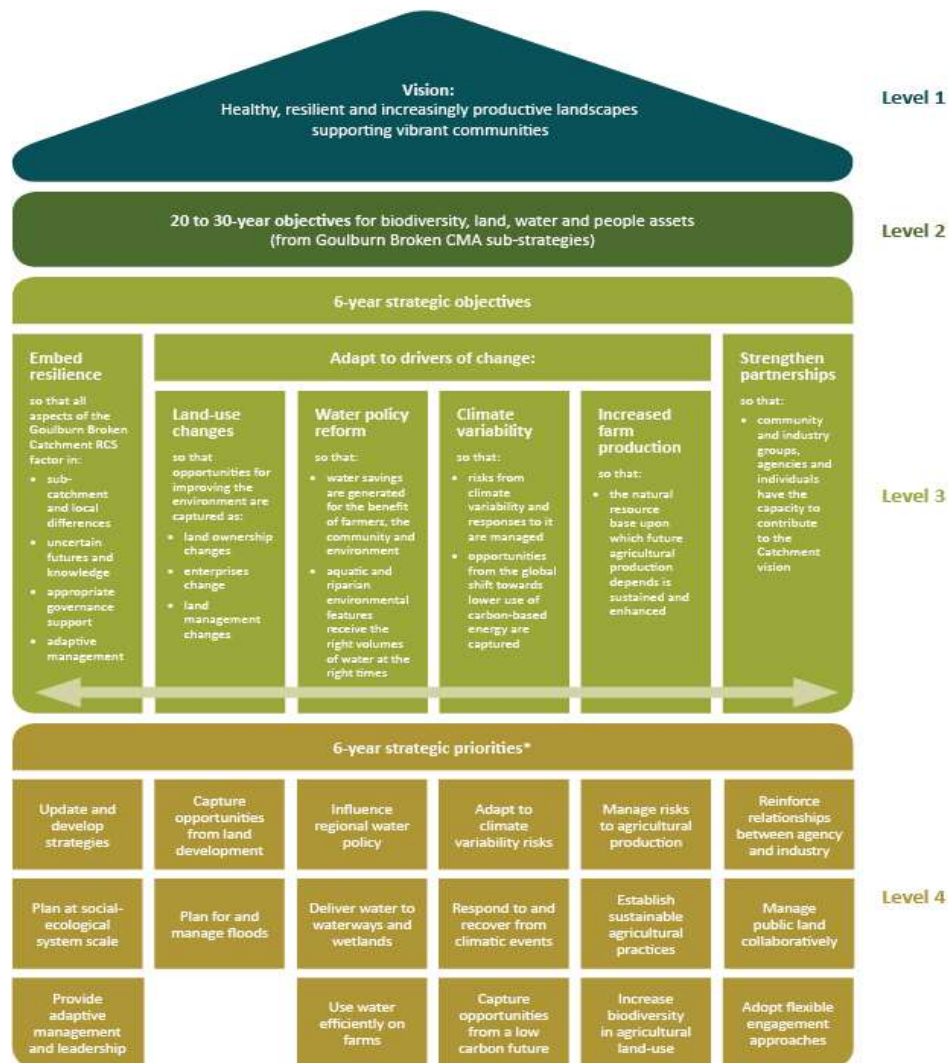 Vision:
Healthy, resilient and increasingly productive landscapes
supporting vibrant communities
Level 1
20 to 30-year objectives for biodiversity, land, water and people assets
(from Goulburn Broken CMA sub-strategies)
Level 2
6-year strategic objectives
Embed
resilience
so that all
aspects of the
Goulburn Broken
Catchment RCS
factor in:
• sub-
catchment
and local
differences
• uncertain
futures and
knowledge
• appropriate
governance
support
• adaptive
management
Adapt to drivers of change:
Land-use
changes
so that
opportunities for
improving the
environment are
captured as:
• land ownership
changes
• enterprises
change
• land
management
changes
Water policy
reform
so that:
• water savings
are generated
for the benefit
of farmers, the
community and
environment
• aquatic and
riparian
environmental
features
receive the
right volumes
of water at the
right times
Climate
variability
so that:
• risks from
climate
variability and
responses to it
are managed
• opportunities
from the global
shift towards
lower use of
carbon-based
energy are
captured
Increased
farm
production
so that:
• the natural
resource
base upon
which future
agricultural
production
depends is
sustained and
enhanced
Strengthen
partnerships
so that:
• community
and industry
groups,
agencies and
individuals
have the
capacity to
contribute
to the
Catchment
vision
Level 3
6-year strategic priorities*
Update and
develop
strategies
Capture
opportunities
from land
development
Influence
regional water
policy
Adapt to
climate
variability risks
Manage risks
to agricultural
production
Reinforce
relationships
between agency
and industry
Plan at social-
ecological
system scale
Plan for and
manage floods
Deliver water to
waterways and
wetlands
Respond to and
recover from
climatic events
Establish
sustainable
agricultural
practices
Manage
public land
collaboratively
Level 4
Provide
adaptive
management
and leadership
Use water
efficiently on
farms
Capture
opportunities
from a low
carbon future
Increase
biodiversity
in agricultural
land-use
Adopt flexible
engagement
approaches